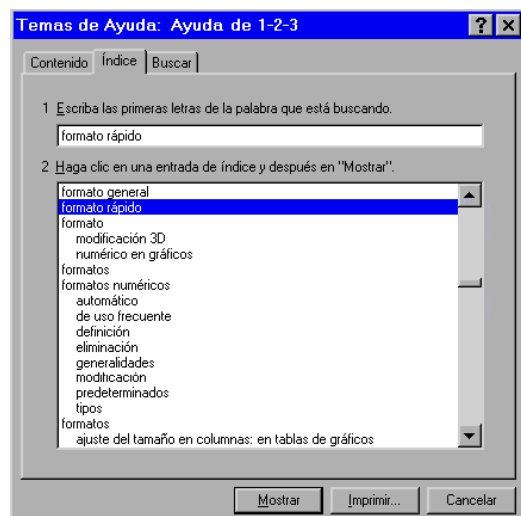 Temas de Ayuda: Ayuda de 1-2-3
Contenido Índice Buscar
1 Escriba las primeras letras de la palabra que está buscando.
formato rápido
2 Haga clic en una entrada de índice y después en "Mostrar".
formato general
formato rápido
formato
modificación 3D
numérico en gráficos
formatos
formatos numéricos
automático
de uso frecuente
definición
eliminación
generalidades
modificación
predeterminados
tipos
formatos
ajuste del tamaño en columnas: en tablas de gráficos
Mostrar Imprimir... Cancelar